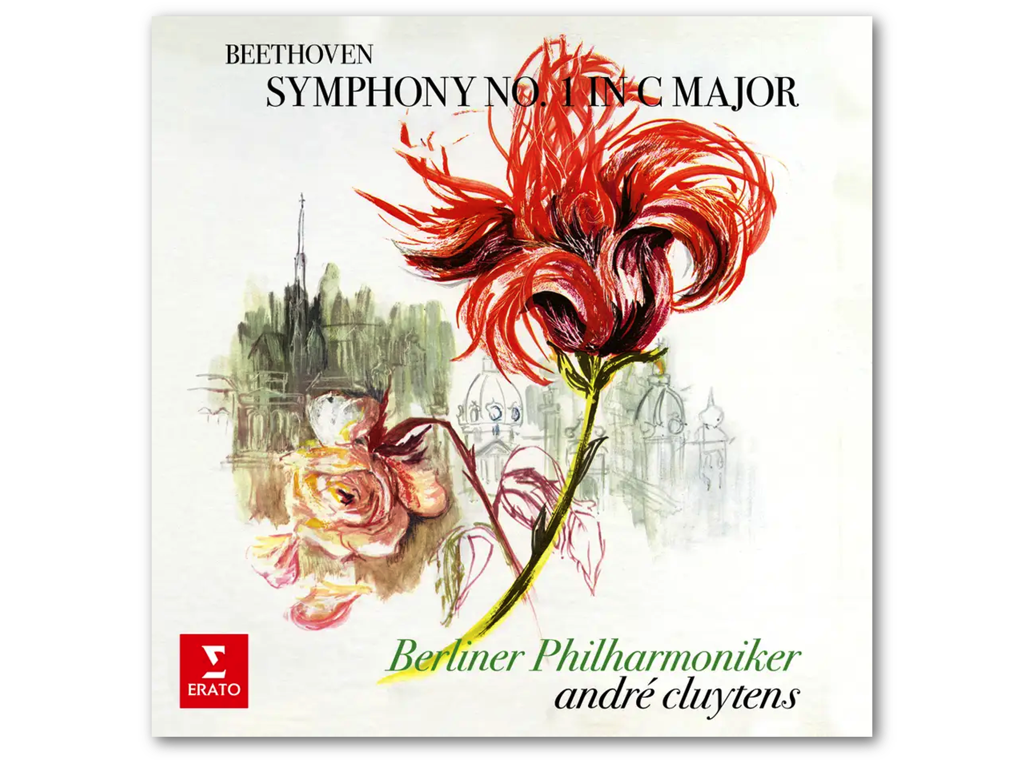 BEETHOVEN
SYMPHONY NO. 1 IN C MAJOR
Berliner Philharmoniker
andré cluytens
ERATO